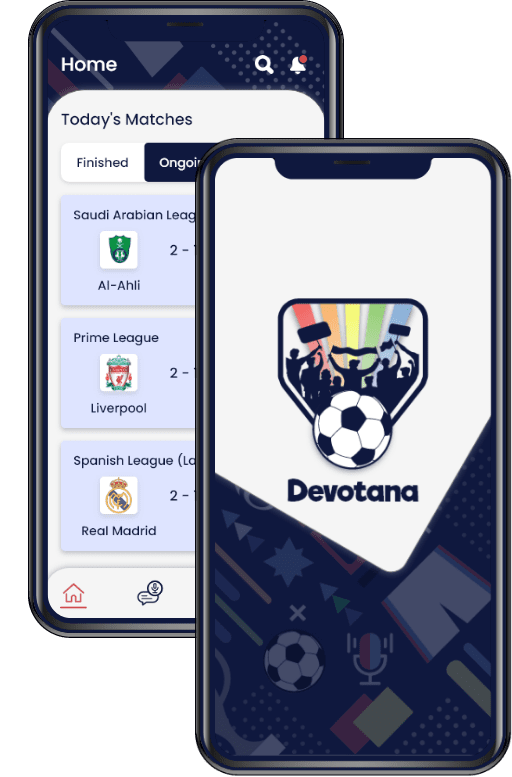 Home
Today's Matches
Finished
Ongoin
Saudi Arabian Leag
2 -
Al-Ahli
Prime League
2 -
Liverpool
Spanish League (La
2 -
Real Madrid
Devotana